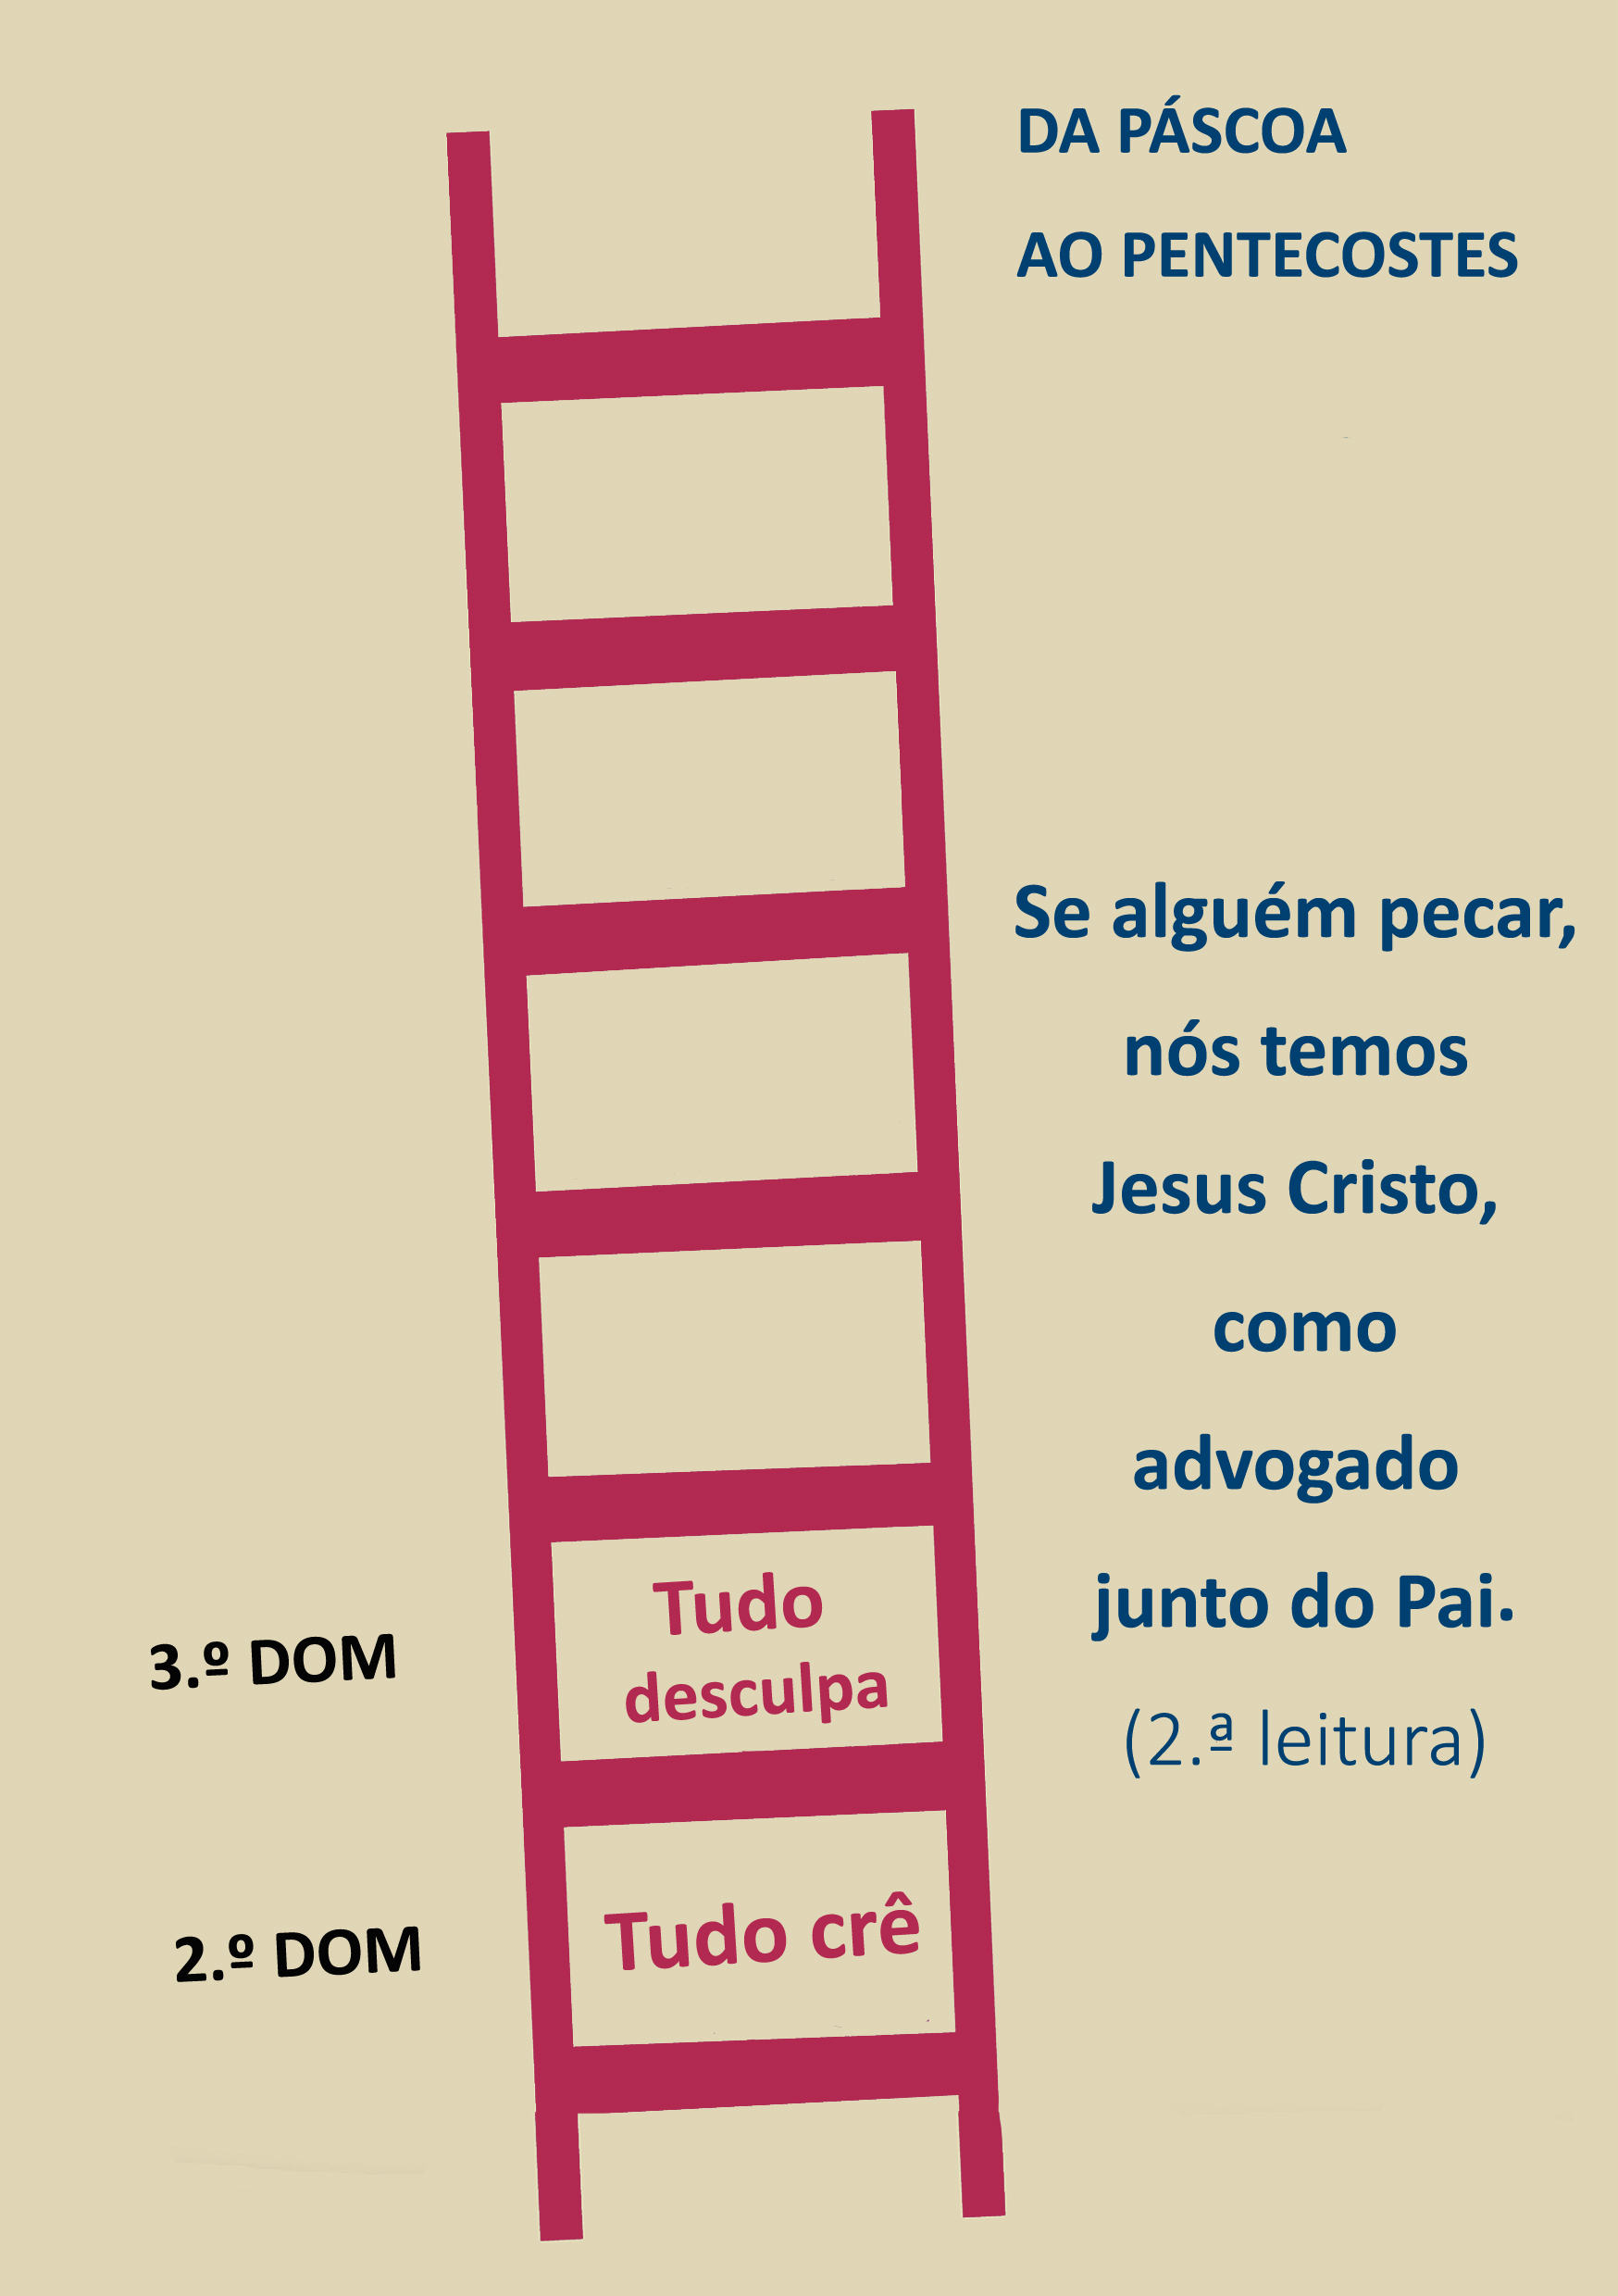 DA PÁSCOA
AO PENTECOSTES
Se alguém pecar,
nós temos
Jesus Cristo,
como
advogado
junto do Pai.
(2.ª leitura)
3.º DOM
Tudo
desculpa
2.º DOM
Tudo crê